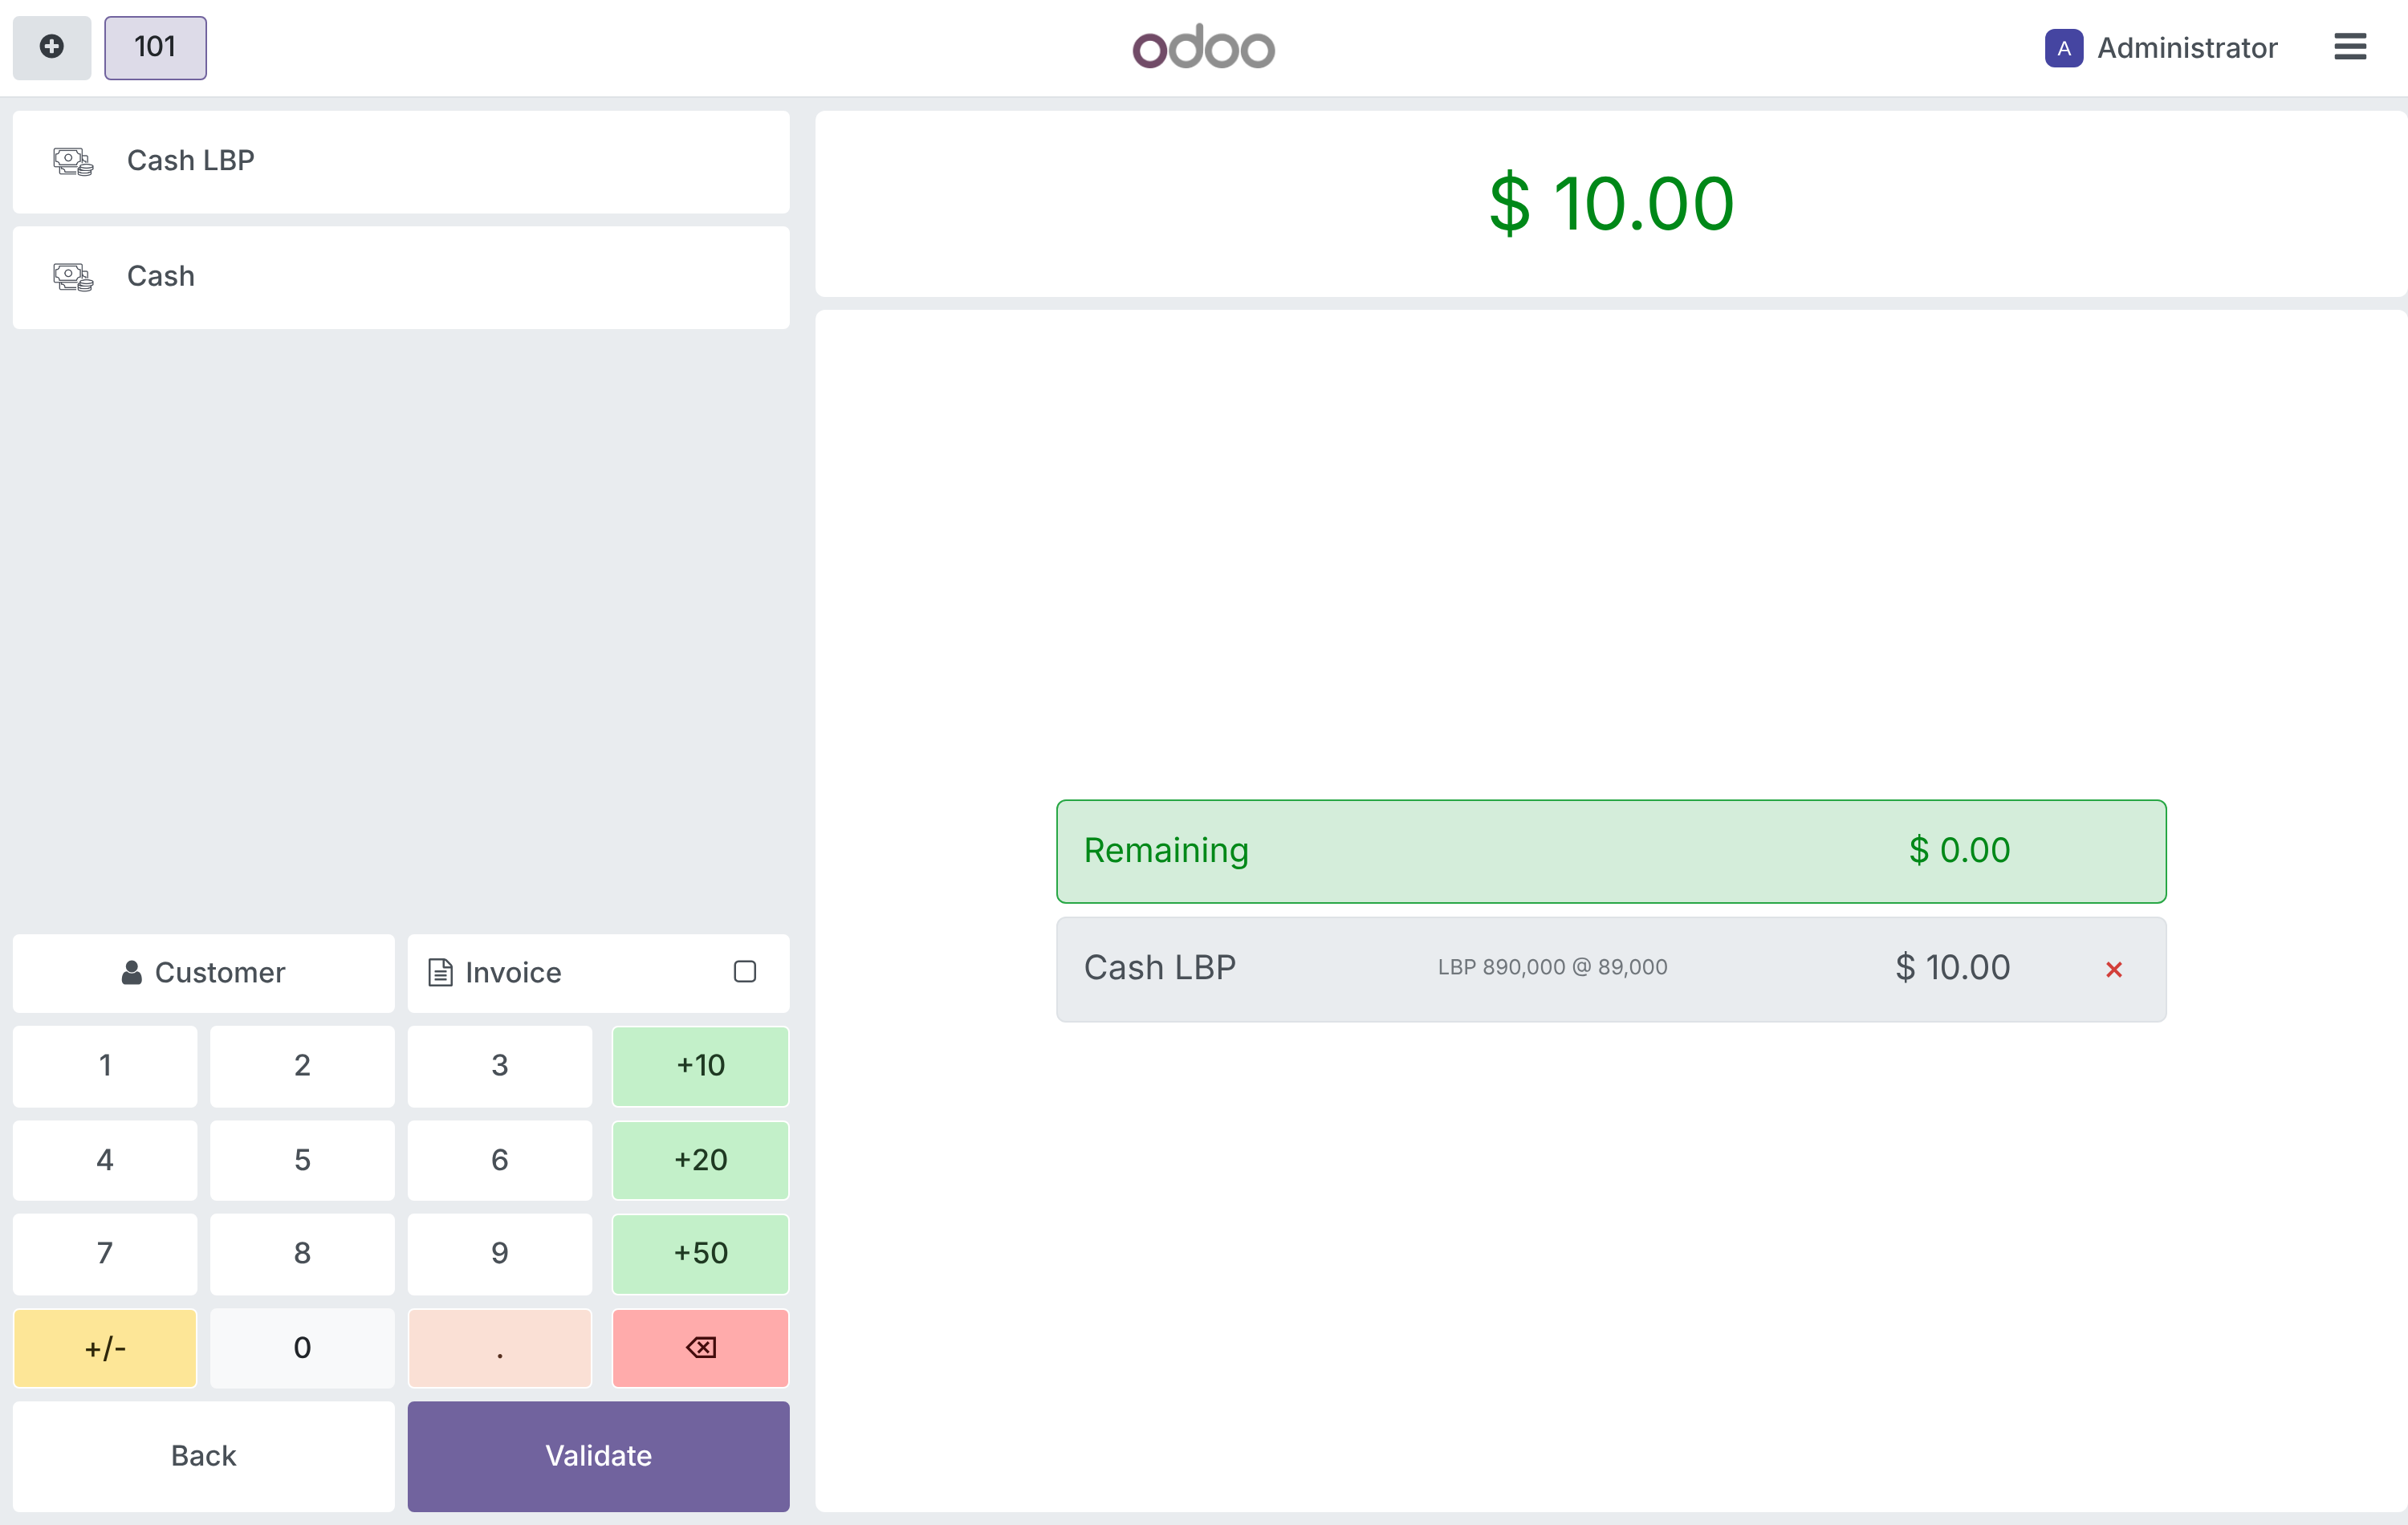 101
odoo
A Administrator
Cash LBP
Cash
$ 10.00
Remaining $ 0.00
Cash LBP LBP 890,000 @ 89,000 $ 10.00
Customer Invoice
1 2 3 +10
4 5 6 +20
7 8 9 +50
+/- 0 .
Back Validate